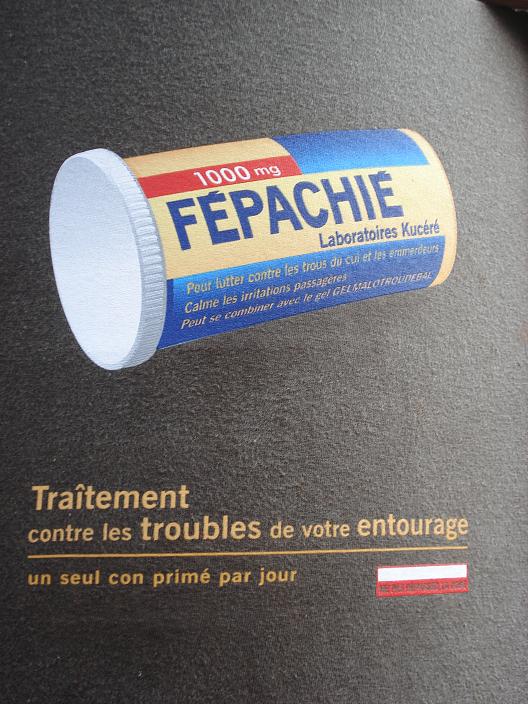 1000 mg
FÉPACHIÉ
Laboratoires Kucéré
Pour lutter contre les trous du cul et les emmerdeurs
Calme les irritations passagères
Peut se combiner avec le gel GELMALOTROUDEBAL
Traîtement
contre les troubles de votre entourage
un seul con primé par jour